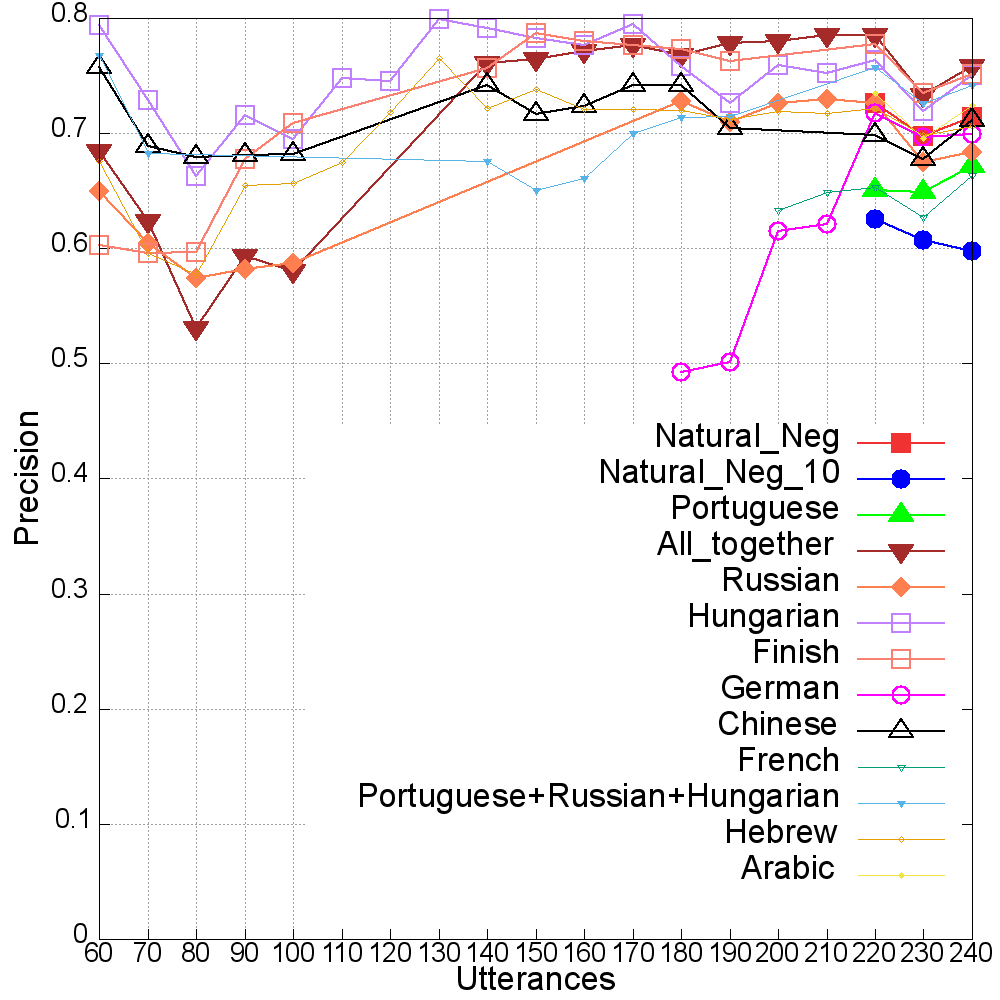 0.8
0.7
0.6
0.5
0.4
0.3
0.2
0.1
0
Precision
Natural_Neg
Natural_Neg_10
Portuguese
All_together
Russian
Hungarian
Finish
German
Chinese
French
Portuguese+Russian+Hungarian
Hebrew
Arabic
60 70 80 90 100 110 120 130 140 150 160 170 180 190 200 210 220 230 240
Utterances